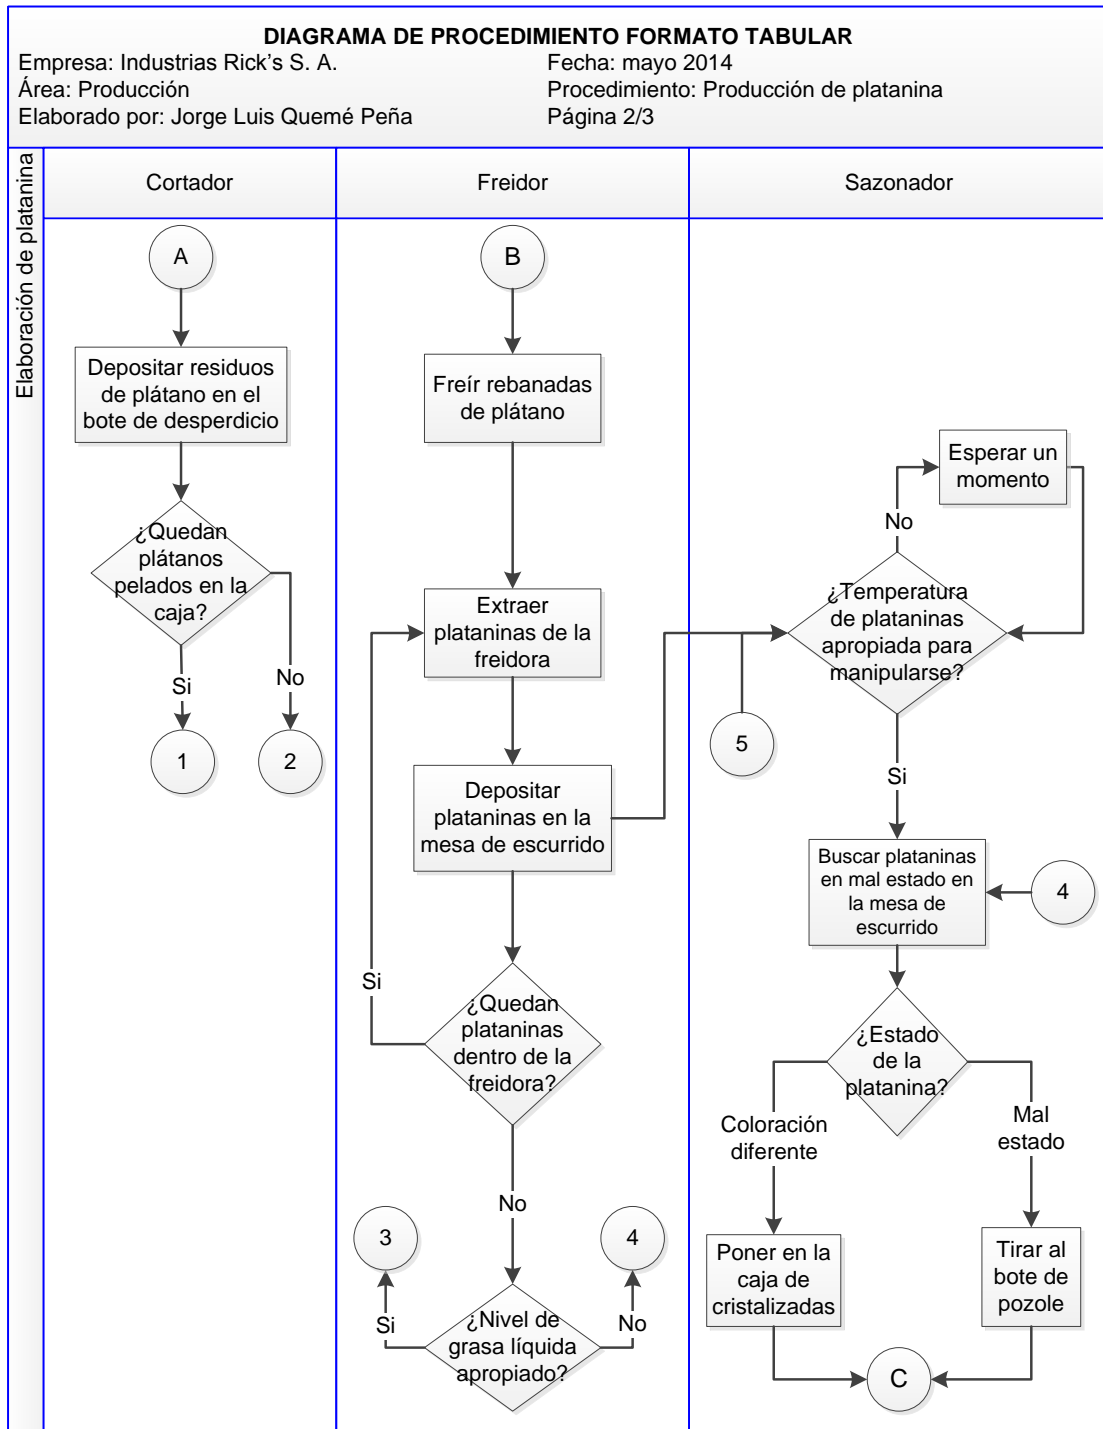 DIAGRAMA DE PROCEDIMIENTO FORMATO TABULAR
Empresa: Industrias Rick's S. A.
Fecha: mayo 2014
Área: Producción
Procedimiento: Producción de platanina
Elaborado por: Jorge Luis Quemé Peña
Página 2/3
Elaboración de platanina
Cortador
Freidor
Sazonador
A
Depositar residuos
de plátano en el
bote de desperdicio
¿Quedan
plátanos
pelados en la
caja?
Si
No
1
2
B
Freír rebanadas
de plátano
Extraer
plataninas de la
freidora
Depositar
plataninas en la
mesa de escurrido
Si
¿Quedan
plataninas
dentro de la
freidora?
No
3
4
Si
¿Nivel de
grasa líquida
apropiado?
No
Esperar un
momento
No
¿Temperatura
de plataninas
apropiada para
manipularse?
5
Si
Buscar plataninas
en mal estado en
la mesa de
escurrido
4
¿Estado
de la
platanina?
Coloración
diferente
Mal
estado
Poner en la
caja de
cristalizadas
Tirar al
bote de
pozole
C